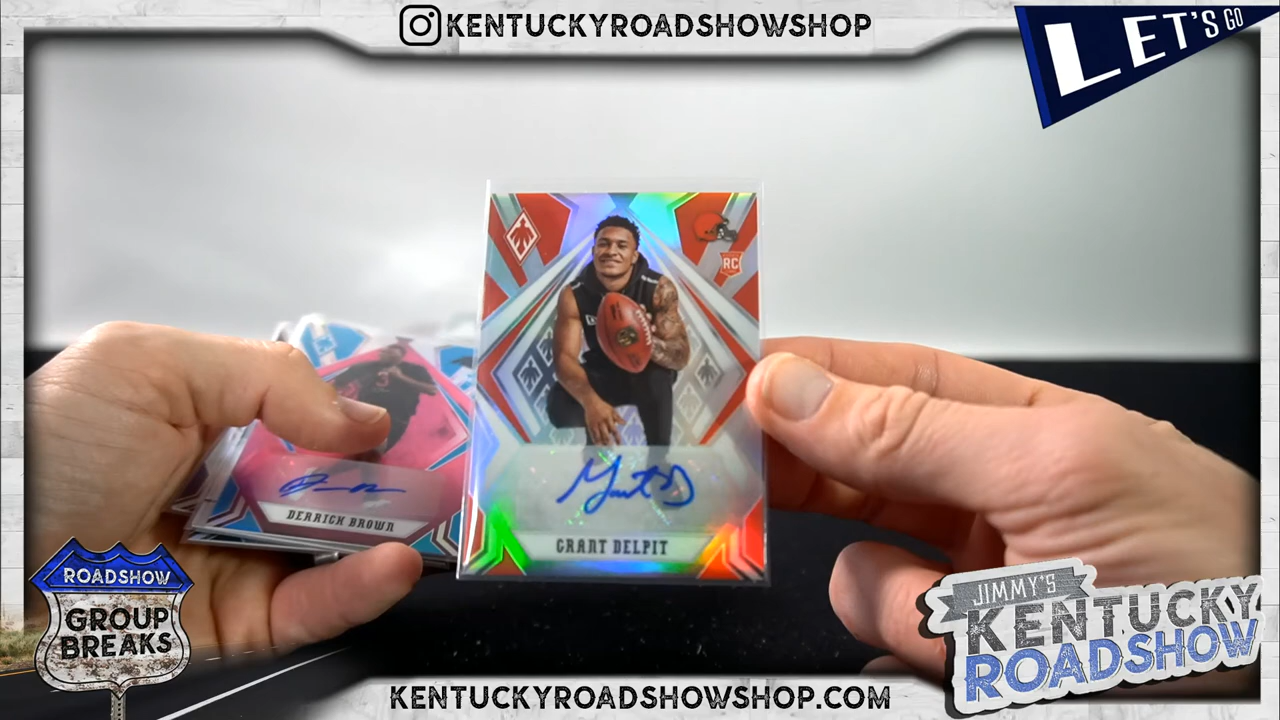 KENTUCKYROADSHOWSHOP
LET'S GO
RC
DERRICK BROWN
GRANT DELPIT
ROADSHOW
GROUP
BREAKS
JIMMY'S
KENTUCKY
ROADSHOW
KENTUCKYROADSHOWSHOP.COM